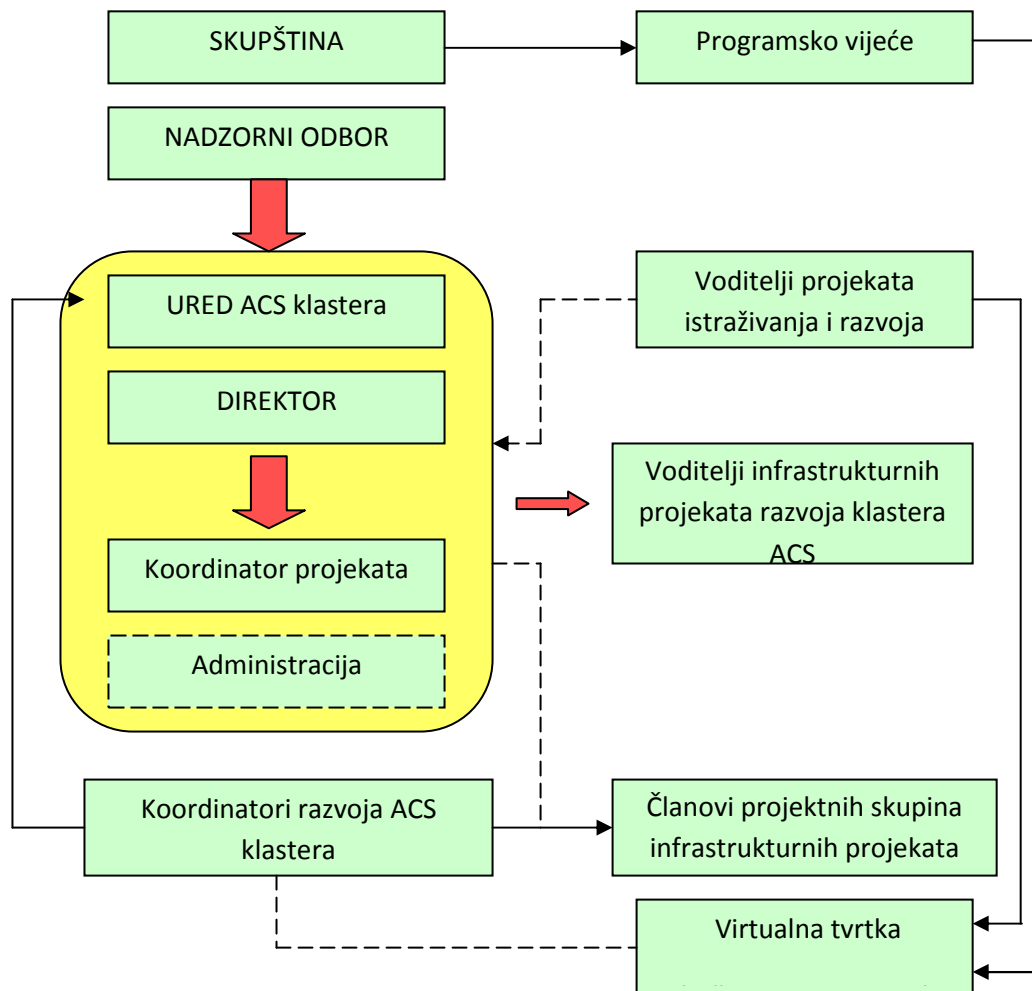 SKUPŠTINA
Programsko vijeće
NADZORNI ODBOR
URED ACS klastera
Voditelji projekata
istraživanja i razvoja
DIREKTOR
Voditelji infrastrukturnih
projekata razvoja klastera
ACS
Koordinator projekata
Administracija
Koordinatori razvoja ACS
klastera
Članovi projektnih skupina
infrastrukturnih projekata
Virtualna tvrtka